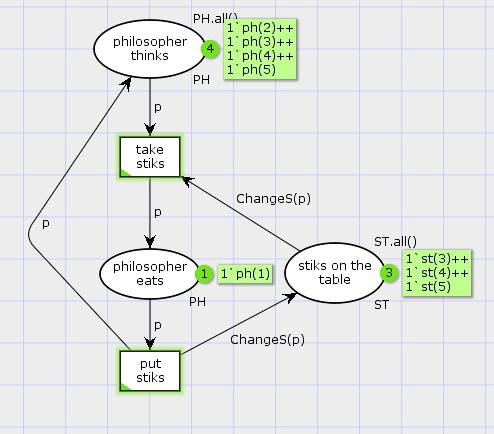 PH.all()
philosopher
thinks
4
1`ph(2)++
1`ph(3)++
1`ph(4)++
1`ph(5)
PH
p
take
stiks
ChangeS(p)
p
p
ST.all()
philosopher
eats
1
1`ph(1)
stiks on the
table
3
1`st(3)++
1`st(4)++
1`st(5)
PH
ST
p
ChangeS(p)
put
stiks